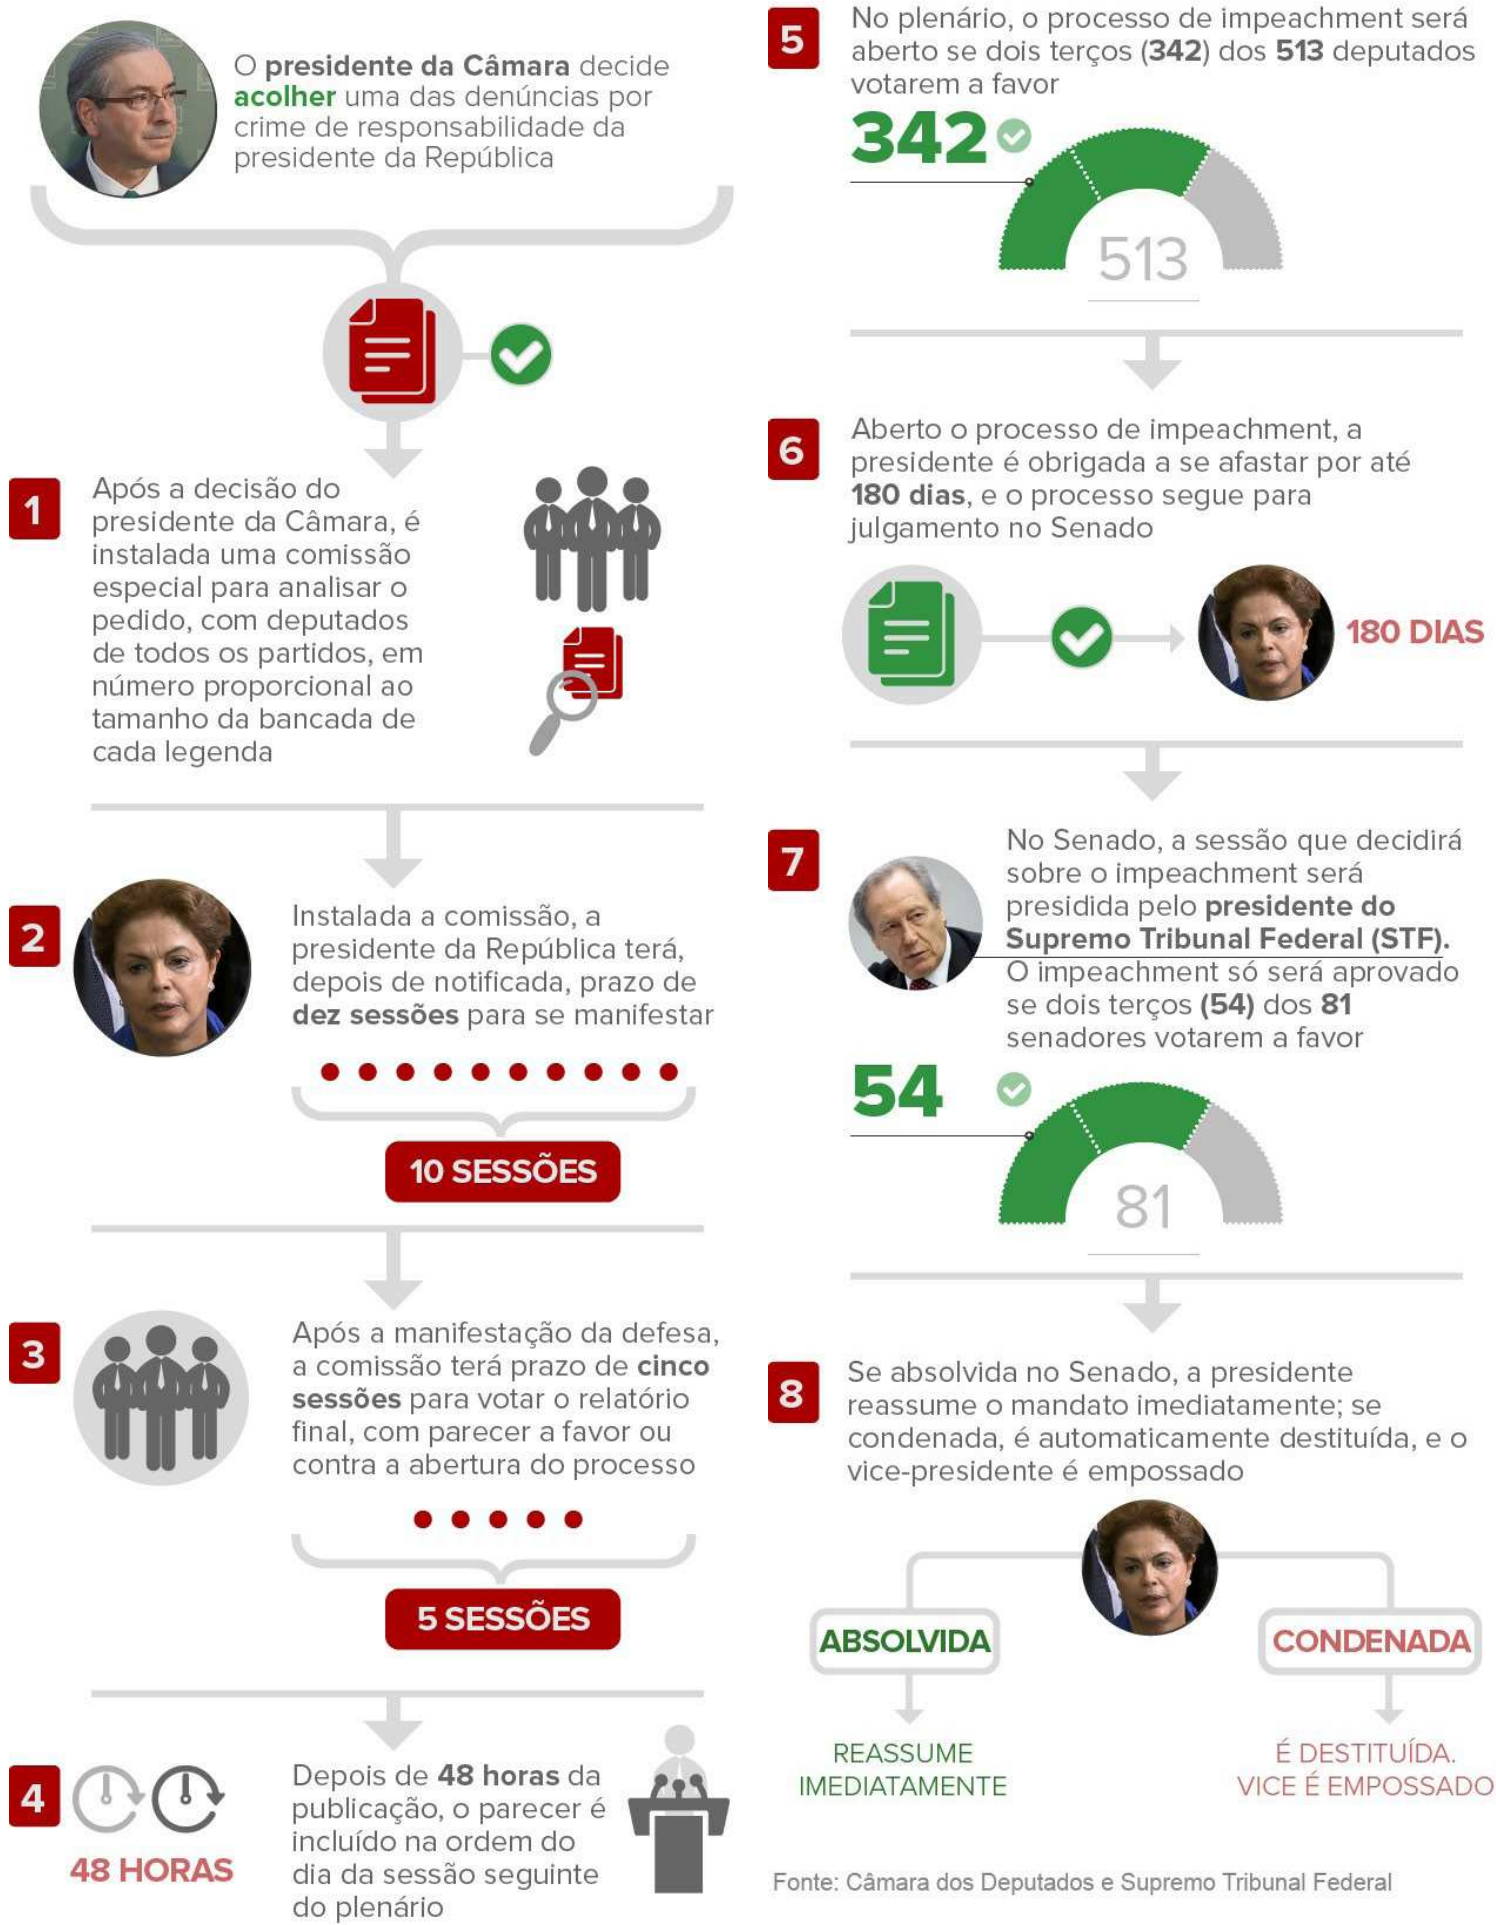 O presidente da Câmara decide
acolher uma das denúncias por
crime de responsabilidade da
presidente da República
1
Após a decisão do
presidente da Câmara, é
instalada uma comissão
especial para analisar o
pedido, com deputados
de todos os partidos, em
número proporcional ao
tamanho da bancada de
cada legenda
2
Instalada a comissão, a
presidente da República terá,
depois de notificada, prazo de
dez sessões para se manifestar
10 SESSÕES
3
Após a manifestação da defesa,
a comissão terá prazo de cinco
sessões para votar o relatório
final, com parecer a favor ou
contra a abertura do processo
5 SESSÕES
4
48 HORAS
Depois de 48 horas da
publicação, o parecer é
incluído na ordem do
dia da sessão seguinte
do plenário
5
No plenário, o processo de impeachment será
aberto se dois terços (342) dos 513 deputados
votarem a favor
342
513
6
Aberto o processo de impeachment, a
presidente é obrigada a se afastar por até
180 dias, e o processo segue para
julgamento no Senado
180 DIAS
7
No Senado, a sessão que decidirá
sobre o impeachment será
presidida pelo presidente do
Supremo Tribunal Federal (STF).
O impeachment só será aprovado
se dois terços (54) dos 81
senadores votarem a favor
54
81
8
Se absolvida no Senado, a presidente
reassume o mandato imediatamente; se
condenada, é automaticamente destituída, e o
vice-presidente é empossado
ABSOLVIDA
REASSUME
IMEDIATAMENTE
CONDENADA
É DESTITUÍDA.
VICE É EMPOSSADO
Fonte: Câmara dos Deputados e Supremo Tribunal Federal